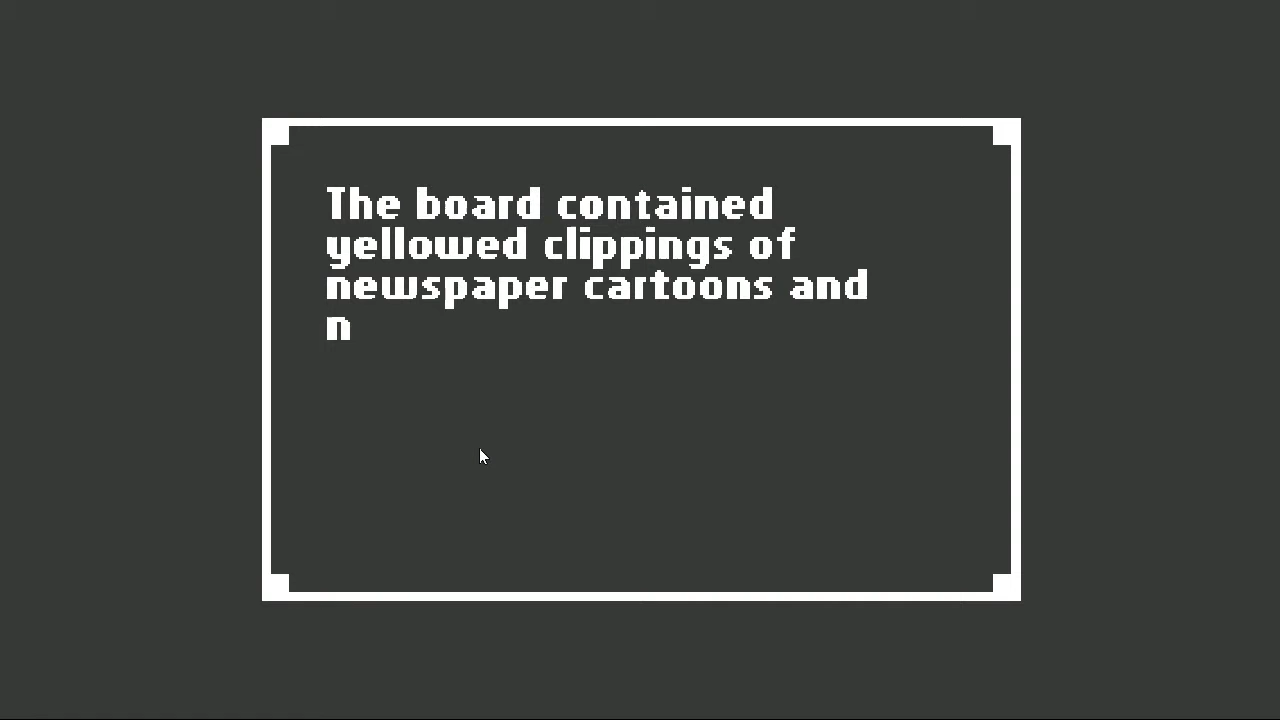 The board contained
yellowed clippings of
newspaper cartoons and
n